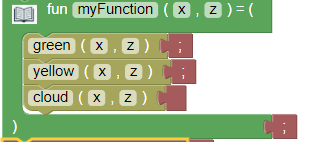 fun myFunction ( x , z ) = (
green ( x , z ) ;
yellow ( x , z ) ;
cloud ( x , z )
) ;